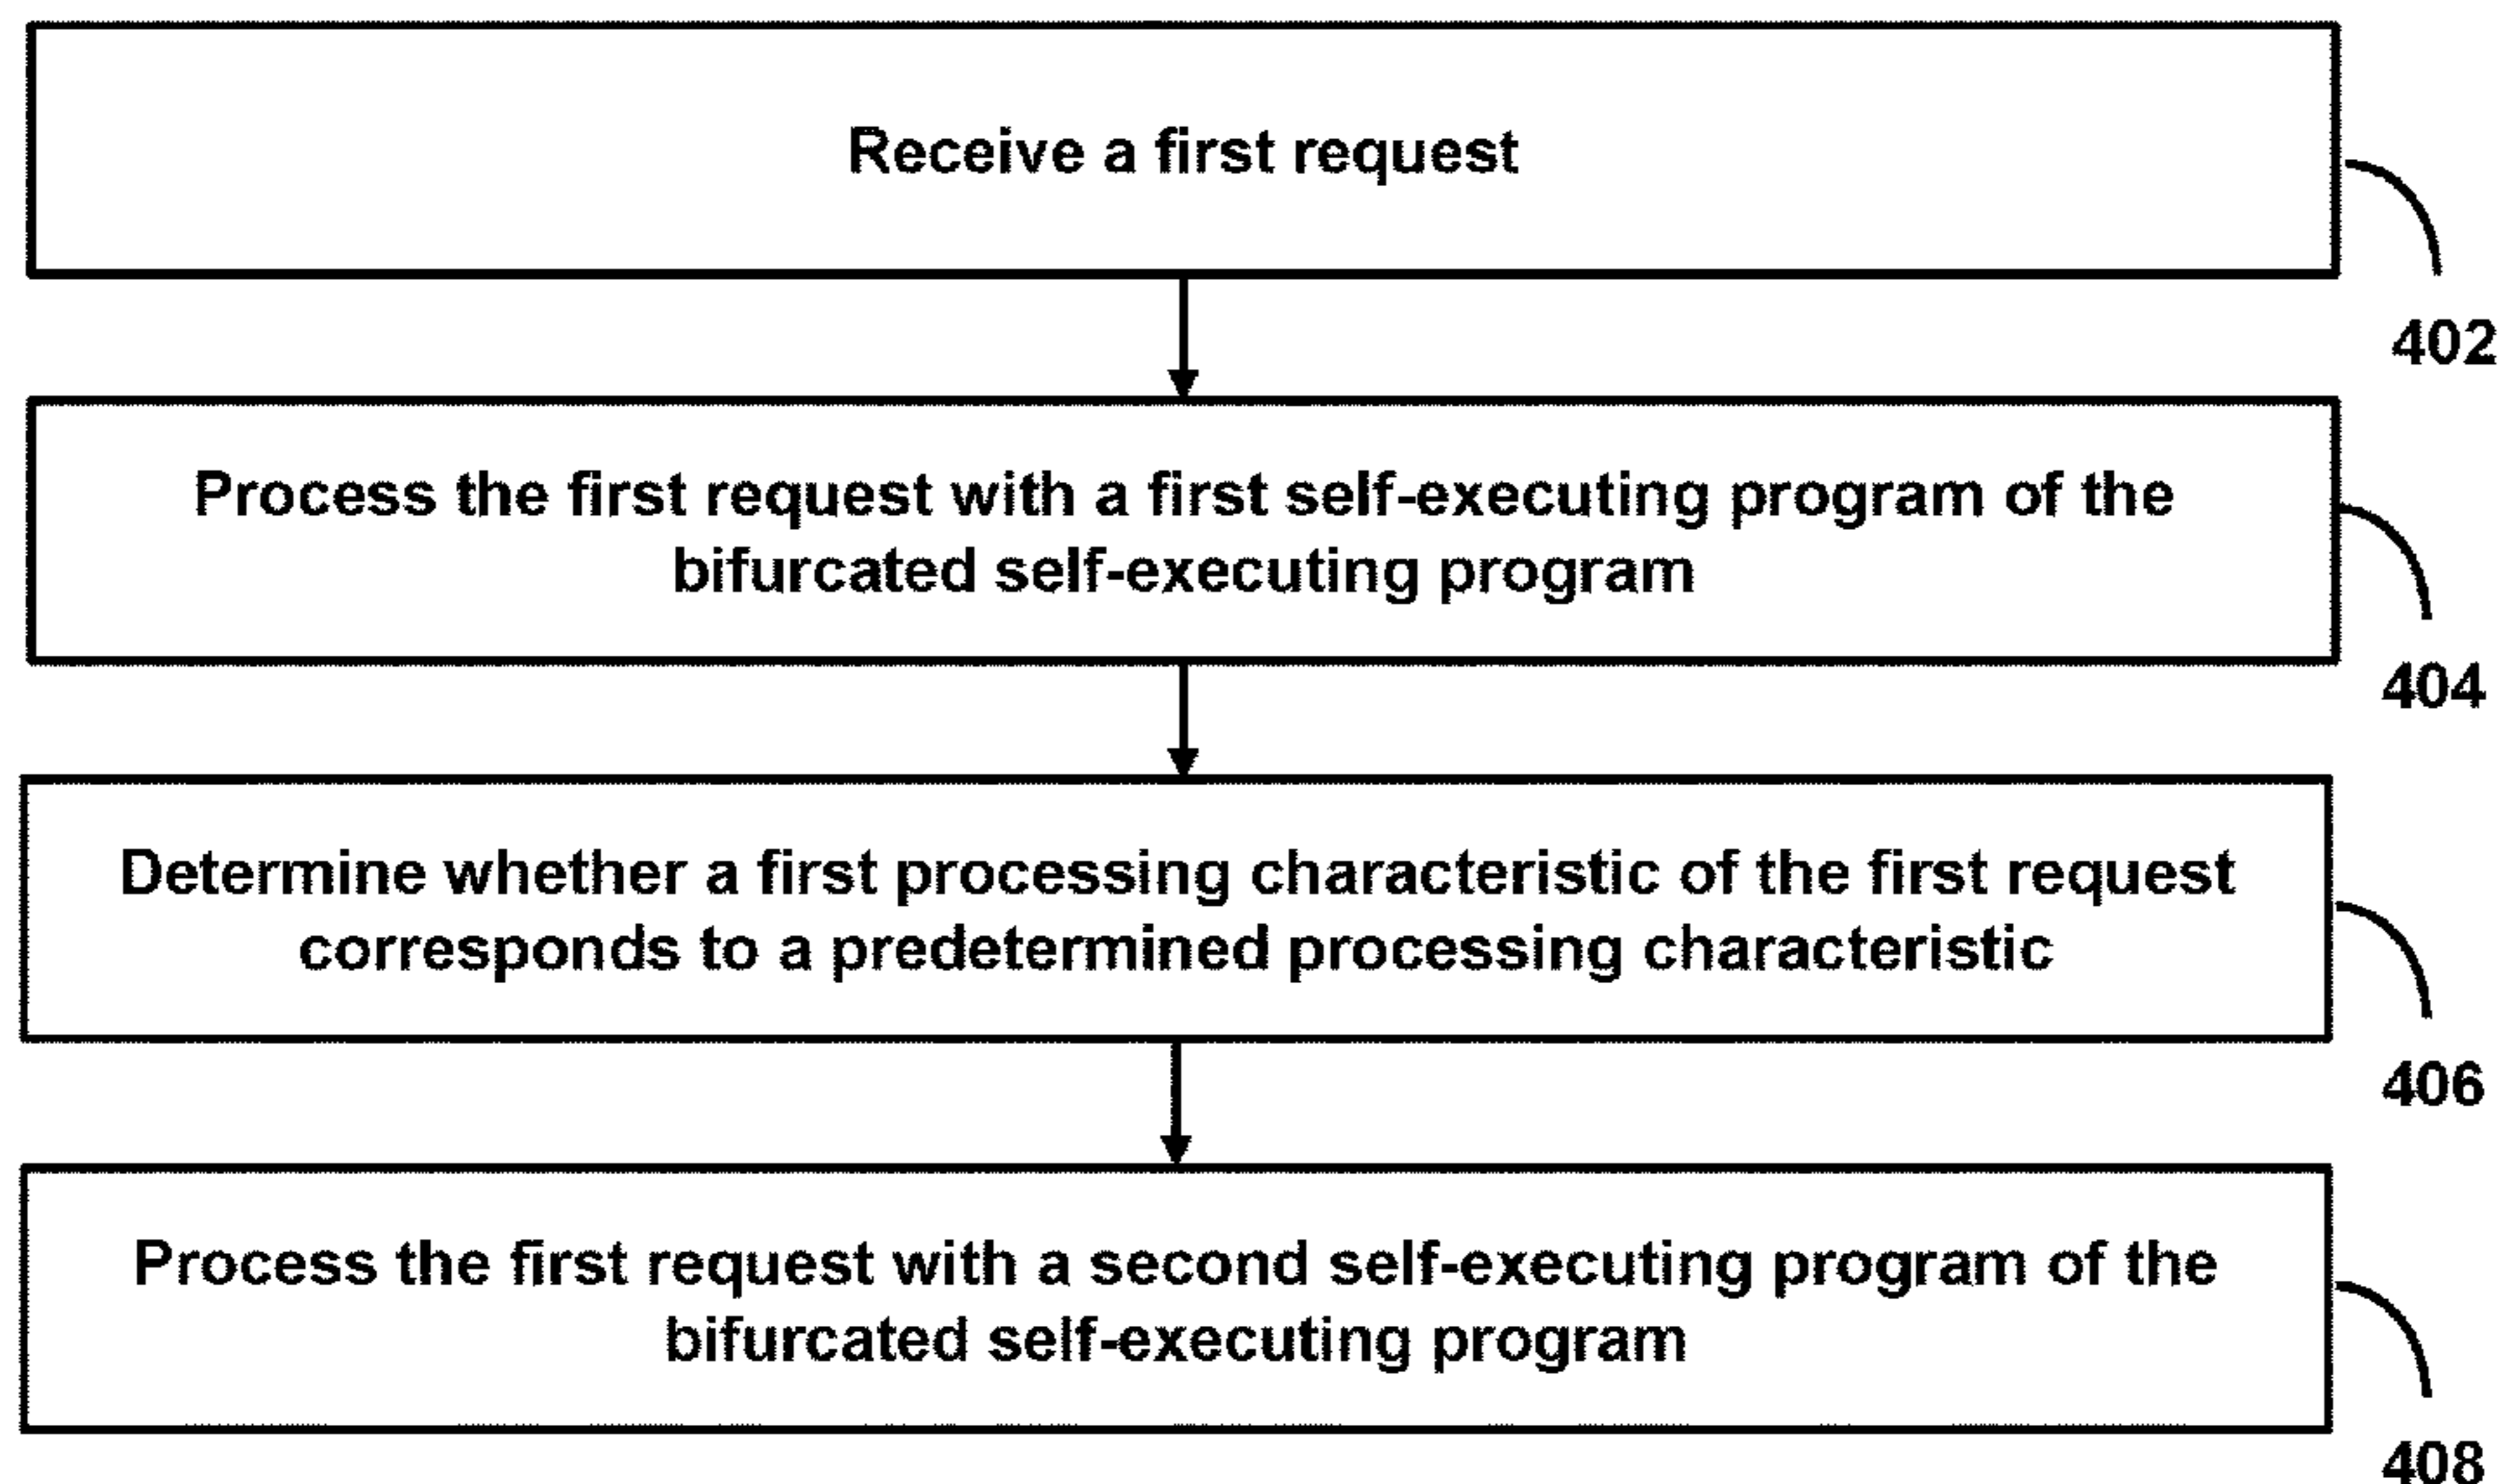 Receive a first request
402
Process the first request with a first self-executing program of the
bifurcated self-executing program
404
Determine whether a first processing characteristic of the first request
corresponds to a predetermined processing characteristic
406
Process the first request with a second self-executing program of the
bifurcated self-executing program
408